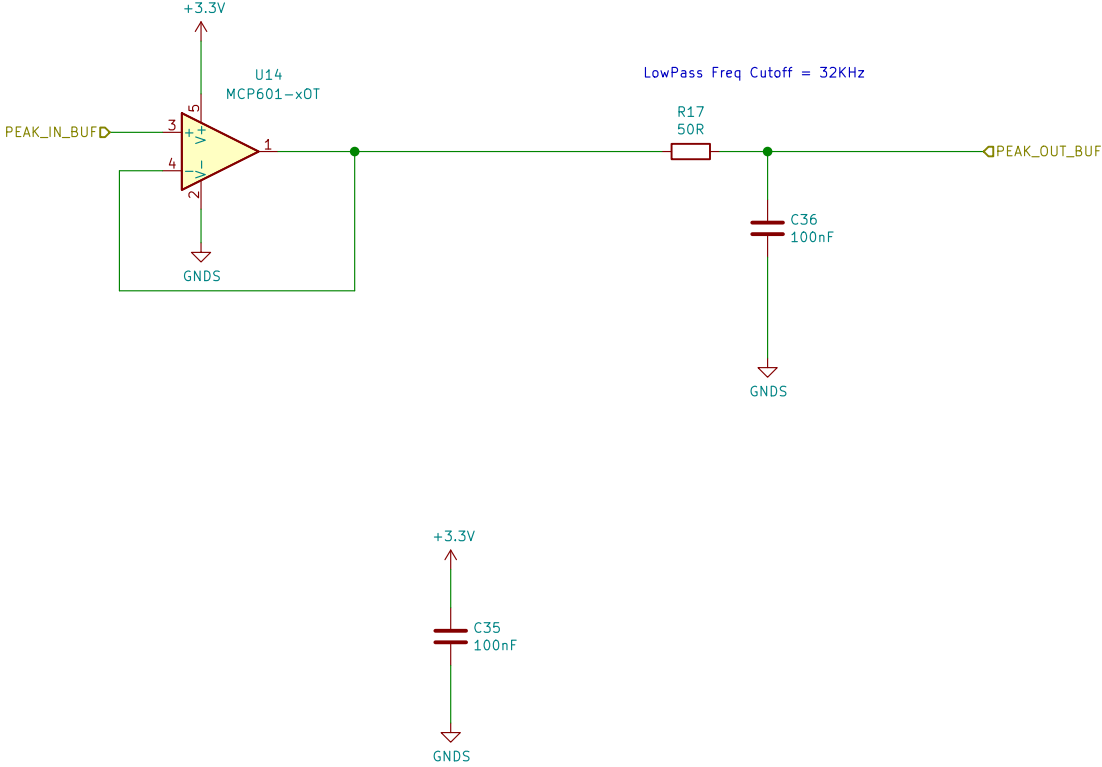 +3.3V
U14
MCP601-xOT
LowPass Freq Cutoff = 32KHz
PEAK_IN_BUF
3
+
5
V+
1
4
-
V-
2
GNDS
R17
50R
PEAK_OUT_BUF
C36
100nF
GNDS
+3.3V
C35
100nF
GNDS